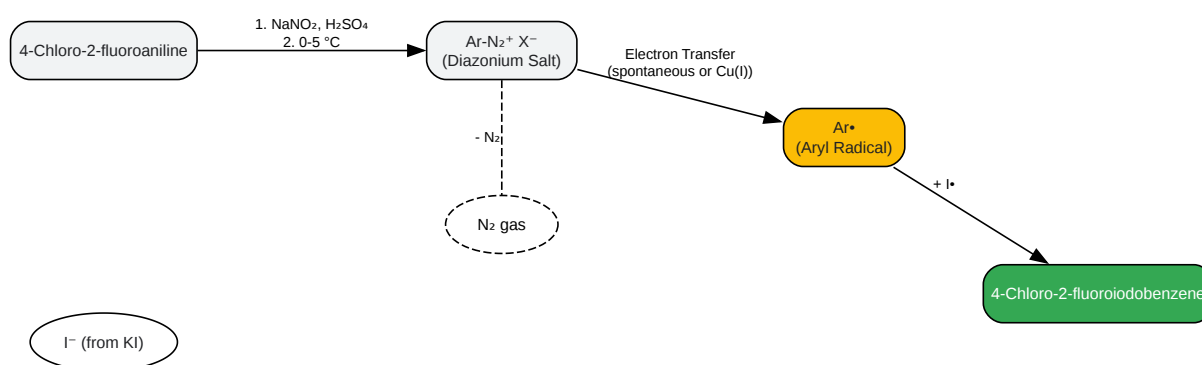 4-Chloro-2-fluoroaniline
1. NaNO₂, H₂SO₄
2. 0-5 °C
Ar-N₂⁺ X⁻
(Diazonium Salt)
Electron Transfer
(spontaneous or Cu(I))
Ar•
(Aryl Radical)
- N₂
+ I•
N₂ gas
4-Chloro-2-fluoroiodobenzene
I⁻ (from KI)